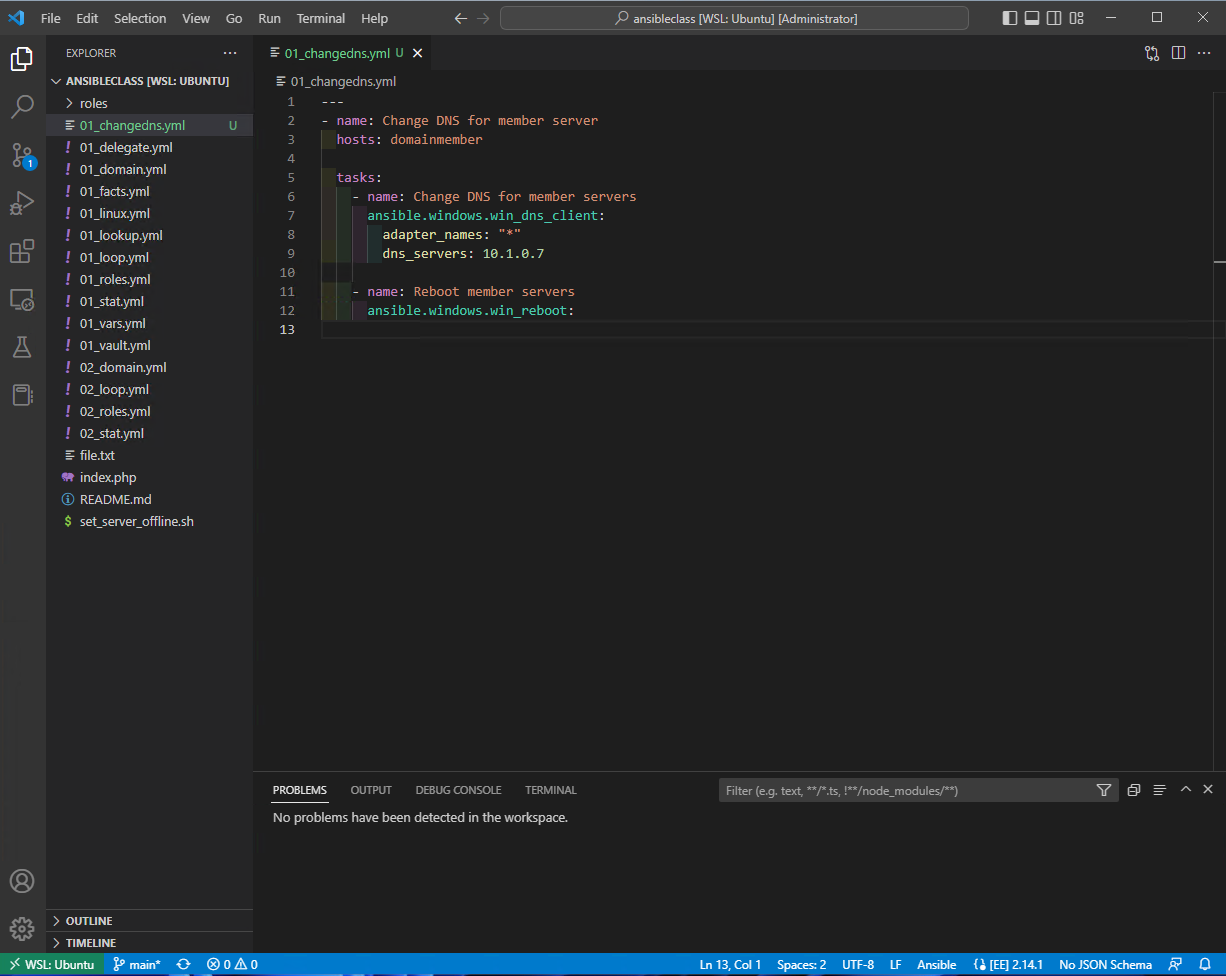 File Edit Selection View Go Run Terminal Help
ansibleclass [WSL: Ubuntu] [Administrator]
EXPLORER
ANSIBLECLASS [WSL: UBUNTU]
roles
01_changedns.yml U
01_delegate.yml
01_domain.yml
01_facts.yml
01_linux.yml
01_lookup.yml
01_loop.yml
01_roles.yml
01_stat.yml
01_vars.yml
01_vault.yml
02_domain.yml
02_loop.yml
02_roles.yml
02_stat.yml
file.txt
index.php
README.md
$ set_server_offline.sh
1
OUTLINE
TIMELINE
01_changedns.yml U
01_changedns.yml
1 ---
2 - name: Change DNS for member server
3 hosts: domainmember
4
5 tasks:
6 - name: Change DNS for member servers
7 ansible.windows.win_dns_client:
8 adapter_names: "*"
9 dns_servers: 10.1.0.7
10
11 - name: Reboot member servers
12 ansible.windows.win_reboot:
13
PROBLEMS OUTPUT DEBUG CONSOLE TERMINAL
Filter (e.g. text, **/*.ts, !**/node_modules/**)
No problems have been detected in the workspace.
WSL: Ubuntu main* 0 0 Ln 13, Col 1 Spaces: 2 UTF-8 LF Ansible [EE] 2.14.1 No JSON Schema